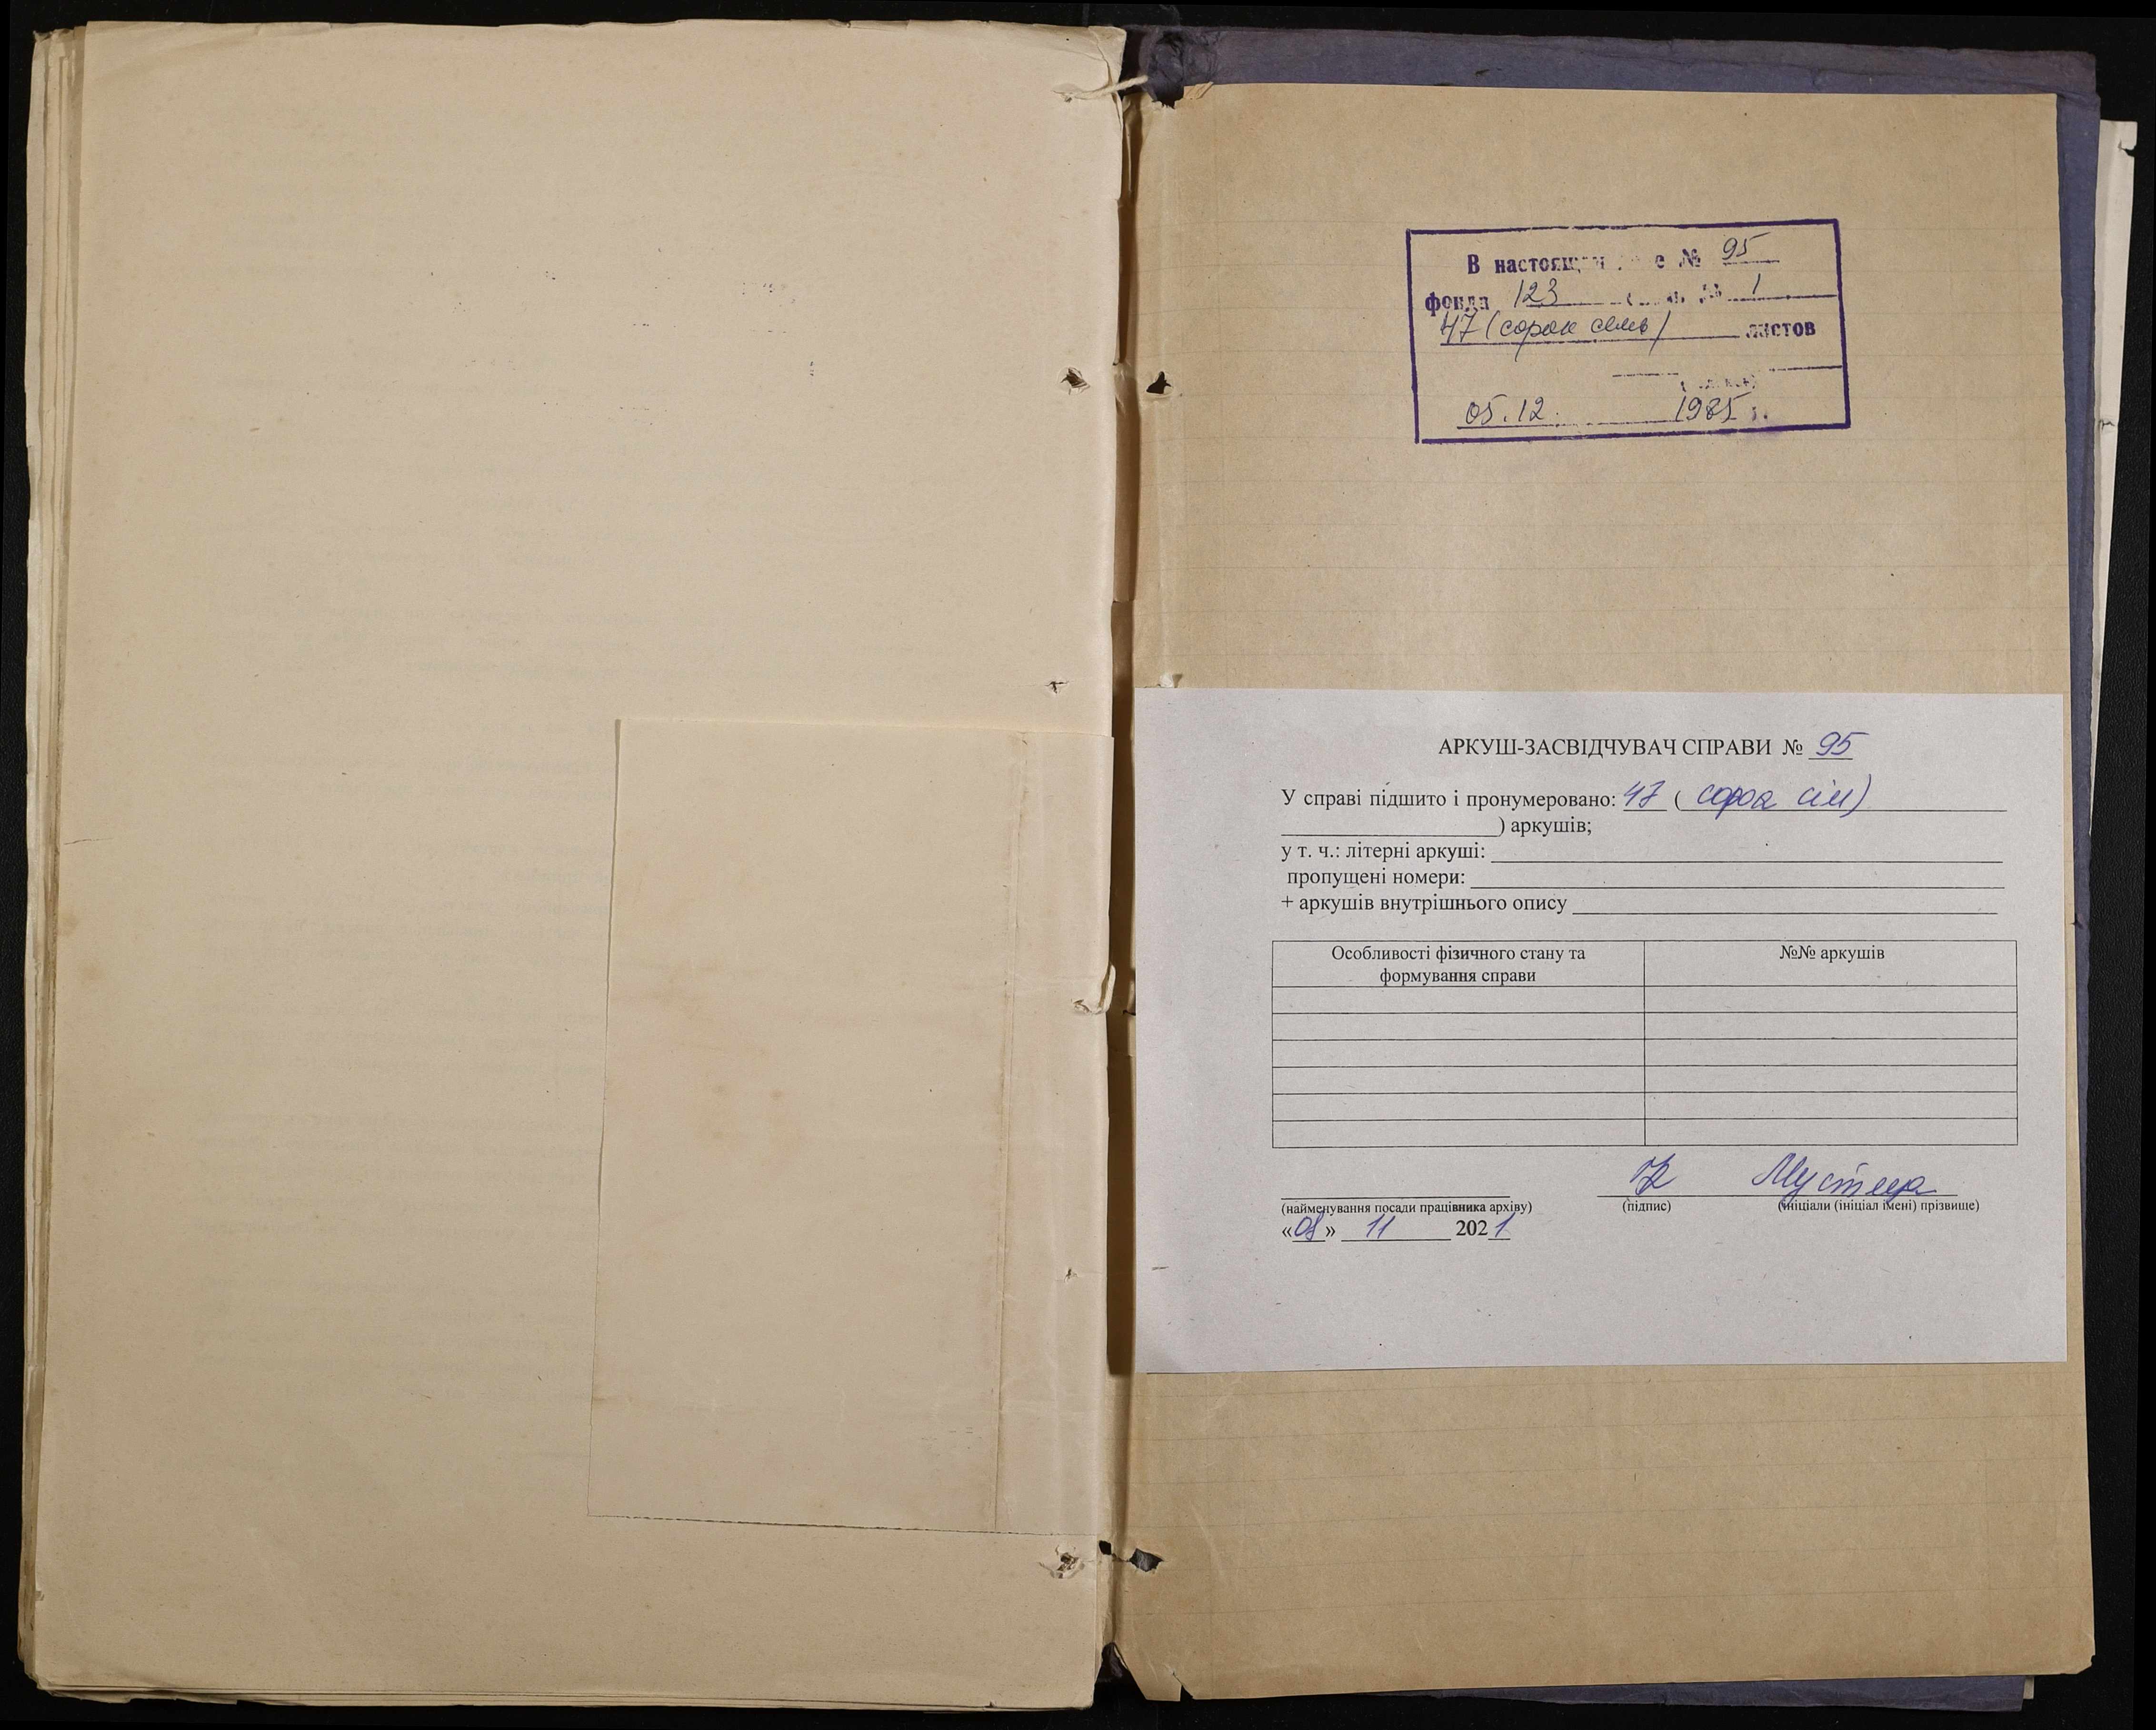 В настоящ е № 95
фонда 123 1
47 (сорок семь) листов
05.12. 1985 г.
АРКУШ-ЗАСВІДЧУВАЧ СПРАВИ № 95
У справі підшито і пронумеровано: 47 ( сорок сім)
) аркушів;
у т. ч.: літерні аркуші:
пропущені номери:
+ аркушів внутрішнього опису
Особливості фізичного стану та
формування справи
№№ аркушів
(найменування посади працівника архіву) (підпис) (ініціали (ініціал імені) прізвище)
«08» 11 2021